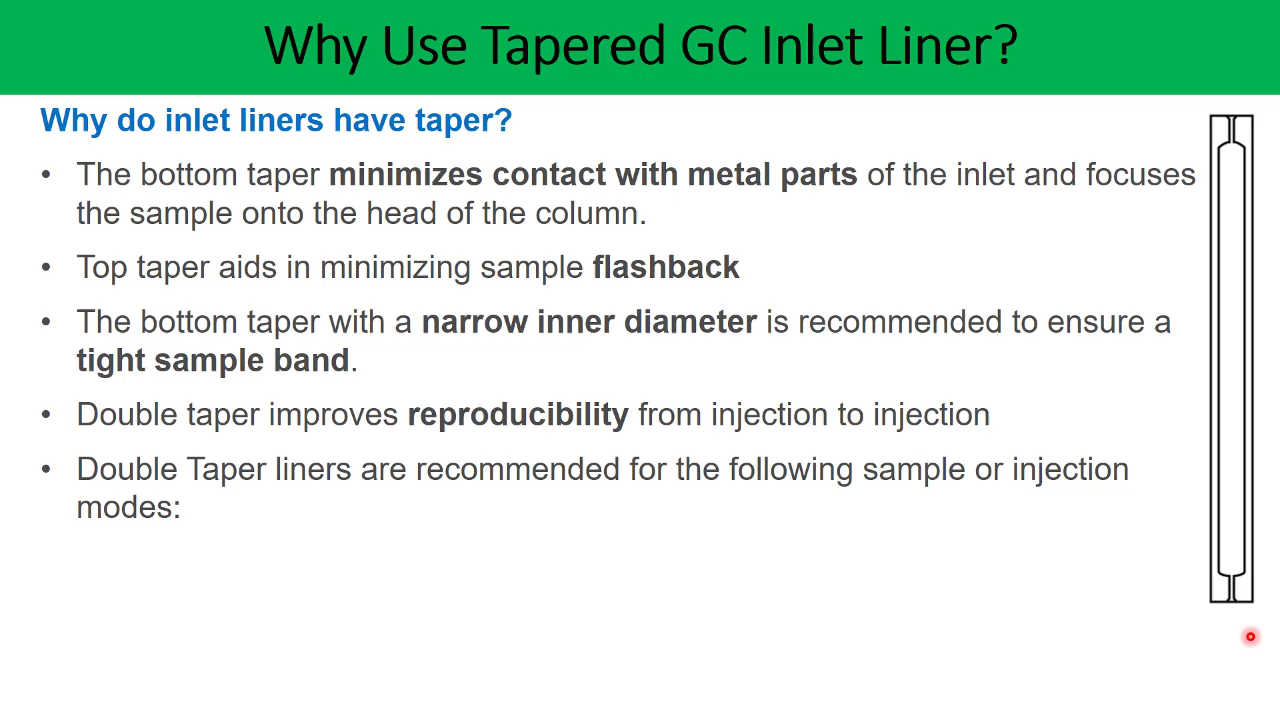 Why Use Tapered GC Inlet Liner?
Why do inlet liners have taper?
• The bottom taper minimizes contact with metal parts of the inlet and focuses
the sample onto the head of the column.
• Top taper aids in minimizing sample flashback
• The bottom taper with a narrow inner diameter is recommended to ensure a
tight sample band.
• Double taper improves reproducibility from injection to injection
• Double Taper liners are recommended for the following sample or injection
modes: